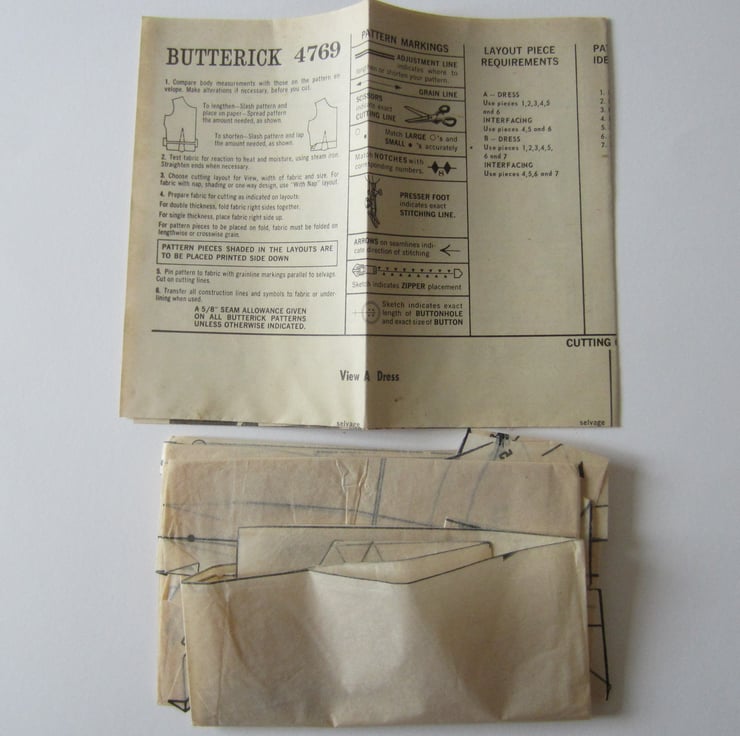 BUTTERICK 4769
1. Compare body measurements with those on the pattern en
velope. Make alterations if necessary, before you cut.
To lengthen—Slash pattern and
place on paper—Spread pattern
the amount needed, as shown.
To shorten—Slash pattern and lap
the amount needed, as shown.
2. Test fabric for reaction to heat and moisture, using steam iron.
Straighten ends when necessary.
3. Choose cutting layout for View, width of fabric and size. For
fabric with nap, shading or one-way design, use "With Nap" layout.
4. Prepare fabric for cutting as indicated on layouts:
For double thickness, fold fabric right sides together.
For single thickness, place fabric right side up.
For pattern pieces to be placed on fold, fabric must be folded on
lengthwise or crosswise grain.
PATTERN PIECES SHADED IN THE LAYOUTS ARE
TO BE PLACED PRINTED SIDE DOWN
5. Pin pattern to fabric with grainline markings parallel to selvage.
Cut on cutting lines.
6. Transfer all construction lines and symbols to fabric or under-
lining when used.
A 5/8" SEAM ALLOWANCE GIVEN
ON ALL BUTTERICK PATTERNS
UNLESS OTHERWISE INDICATED.
PATTERN MARKINGS
ADJUSTMENT LINE
indicates where to
lengthen or shorten your pattern.
GRAIN LINE
SCISSORS
indicate exact
CUTTING LINE
Match LARGE O's and
SMALL ●'s accurately
Match NOTCHES with
corresponding numbers.
PRESSER FOOT
indicates exact
STITCHING LINE.
ARROWS on seamlines indi-
cate direction of stitching
Sketch indicates ZIPPER placement
Sketch indicates exact
length of BUTTONHOLE
and exact size of BUTTON
LAYOUT PIECE
REQUIREMENTS
A — DRESS
Use pieces 1,2,3,4,5
and 6
INTERFACING
Use pieces 4,5 and 6
B — DRESS
Use pieces 1,2,3,4,5,
6 and 7
INTERFACING
Use pieces 4,5,6 and 7
PA
IDE
1.
2.
3.
4.
5.
6.
7.
CUTTING
View A Dress
selvage
selvage